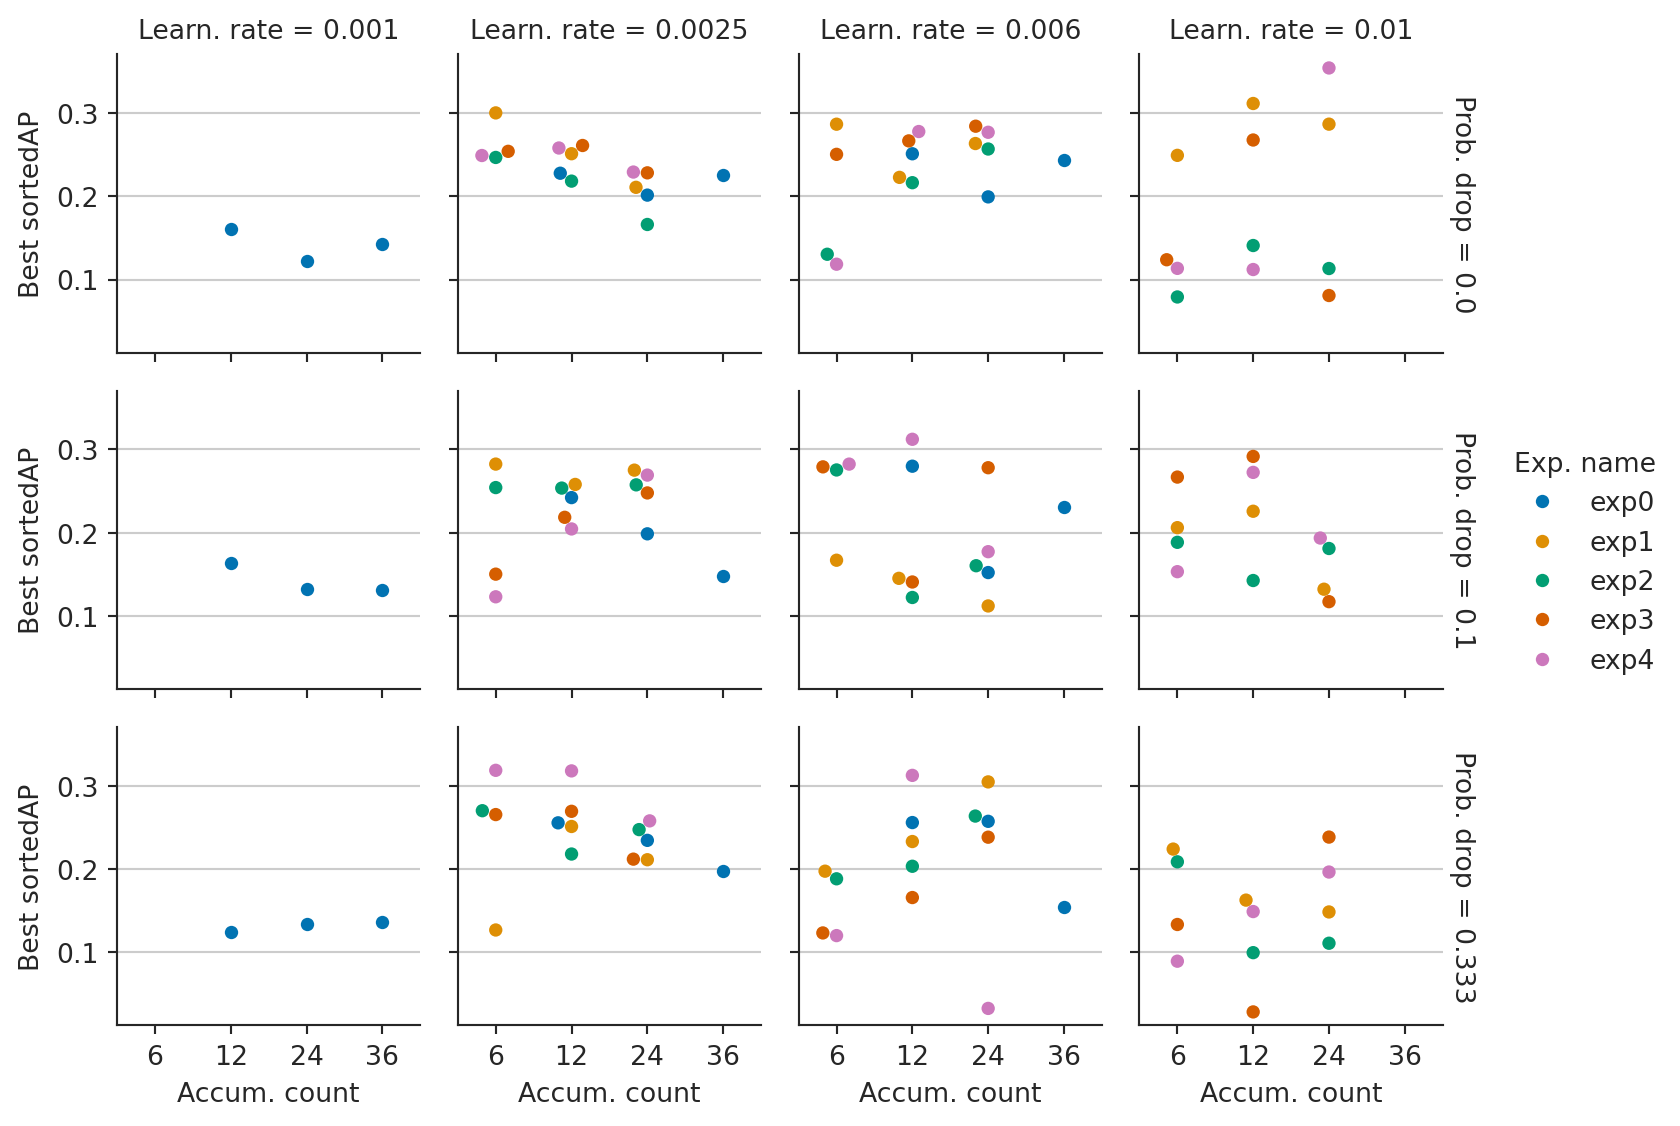 Learn. rate = 0.001
Learn. rate = 0.0025
Learn. rate = 0.006
Learn. rate = 0.01
Best sortedAP
0.3
0.2
0.1
Prob. drop = 0.0
Best sortedAP
0.3
0.2
0.1
Prob. drop = 0.1
Best sortedAP
0.3
0.2
0.1
Prob. drop = 0.333
6 12 24 36
6 12 24 36
6 12 24 36
6 12 24 36
Accum. count
Accum. count
Accum. count
Accum. count
Exp. name
exp0
exp1
exp2
exp3
exp4